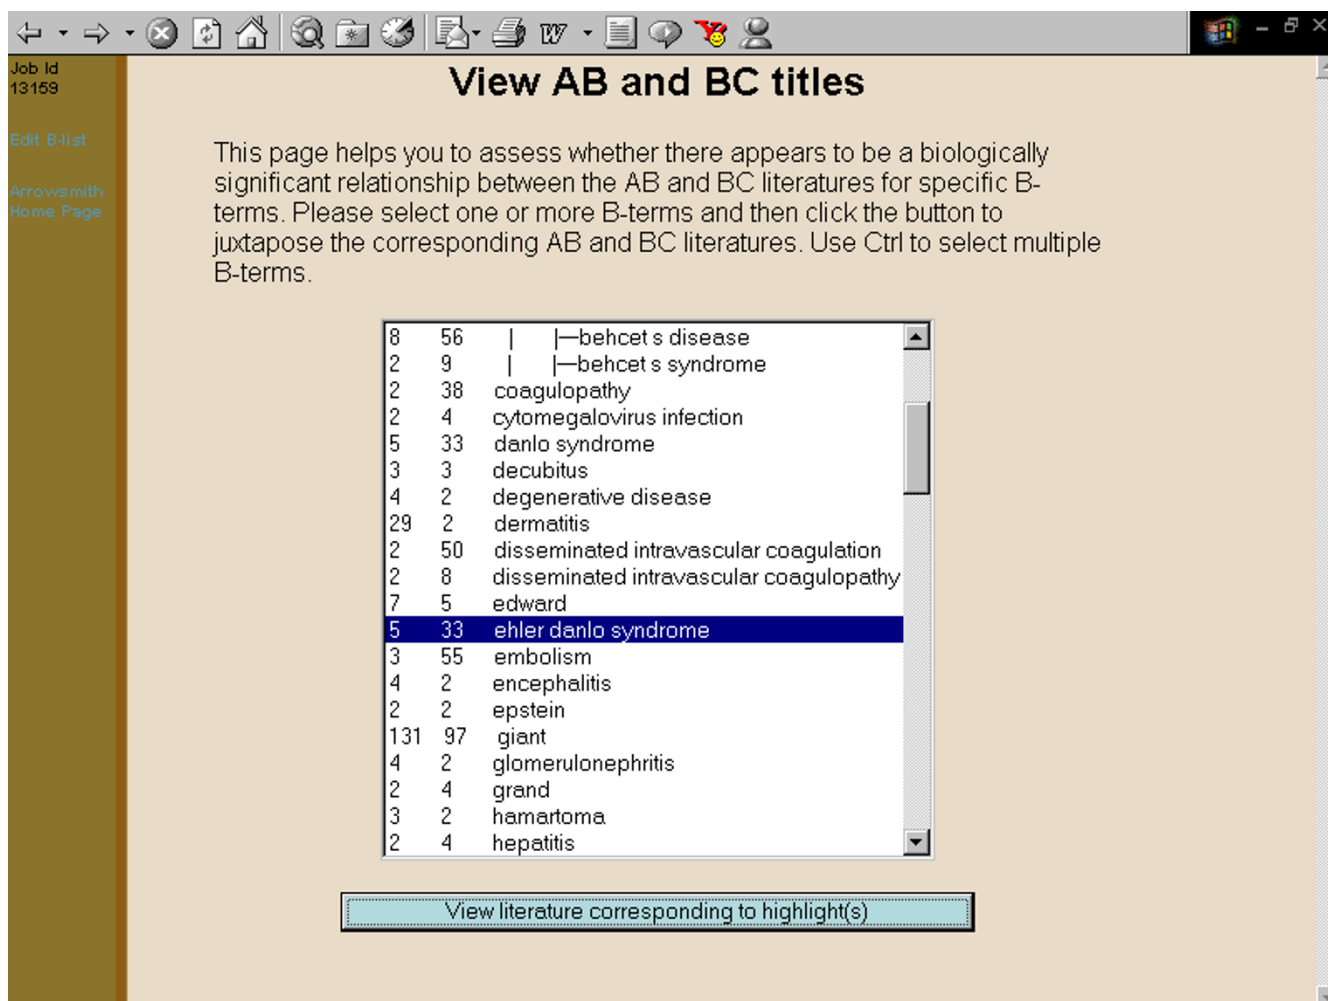 Job Id
13159
Edit B-list
Arrowsmith
Home Page
View AB and BC titles
This page helps you to assess whether there appears to be a biologically
significant relationship between the AB and BC literatures for specific B-
terms. Please select one or more B-terms and then click the button to
juxtapose the corresponding AB and BC literatures. Use Ctrl to select multiple
B-terms.
8 56 | |—behcet s disease
2 9 | |—behcet s syndrome
2 38 coagulopathy
2 4 cytomegalovirus infection
5 33 danlo syndrome
3 3 decubitus
4 2 degenerative disease
29 2 dermatitis
2 50 disseminated intravascular coagulation
2 8 disseminated intravascular coagulopathy
7 5 edward
5 33 ehler danlo syndrome
3 55 embolism
4 2 encephalitis
2 2 epstein
131 97 giant
4 2 glomerulonephritis
2 4 grand
3 2 hamartoma
2 4 hepatitis
View literature corresponding to highlight(s)